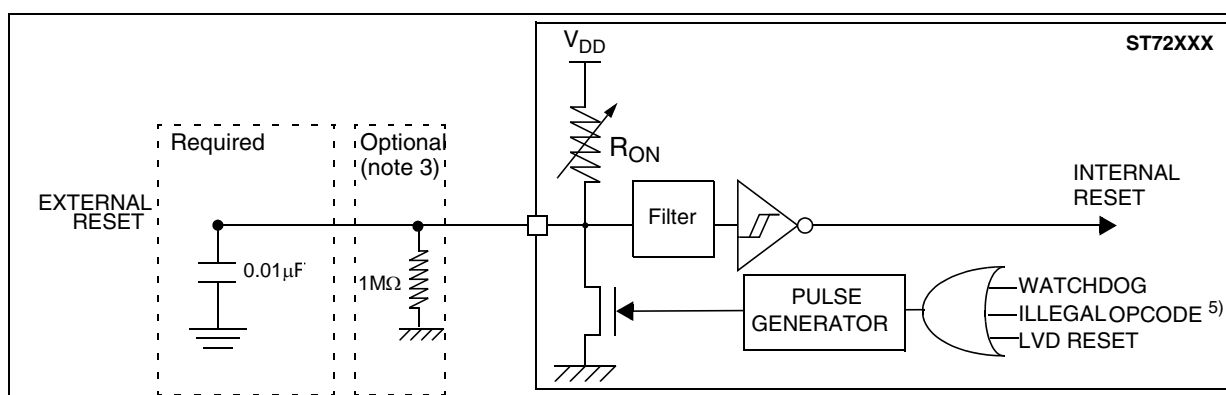 ST72XXX
VDD
RON
Required
Optional
(note 3)
EXTERNAL
RESET
0.01µF
1MΩ
Filter
INTERNAL
RESET
PULSE
GENERATOR
WATCHDOG
ILLEGAL OPCODE 5)
LVD RESET